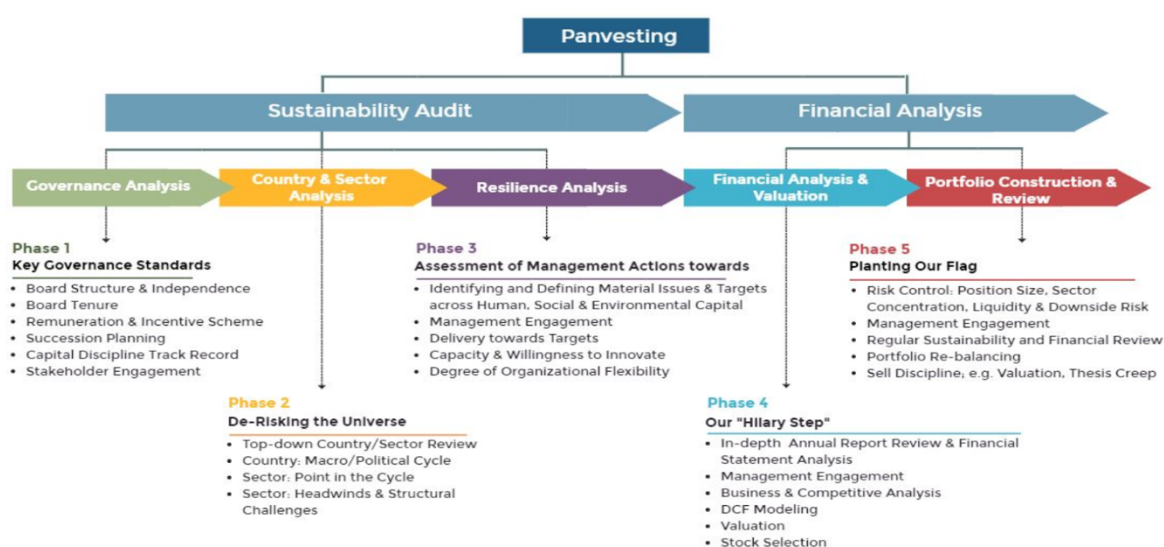 Panvesting
Sustainability Audit
Financial Analysis
Governance Analysis
Country & Sector
Analysis
Resilience Analysis
Financial Analysis &
Valuation
Portfolio Construction &
Review
Phase 1
Key Governance Standards
• Board Structure & Independence
• Board Tenure
• Remuneration & Incentive Scheme
• Succession Planning
• Capital Discipline Track Record
• Stakeholder Engagement
Phase 2
De-Risking the Universe
• Top-down Country/Sector Review
• Country: Macro/Political Cycle
• Sector: Point in the Cycle
• Sector: Headwinds & Structural
Challenges
Phase 3
Assessment of Management Actions towards
• Identifying and Defining Material Issues & Targets
across Human, Social & Environmental Capital
• Management Engagement
• Delivery towards Targets
• Capacity & Willingness to Innovate
• Degree of Organizational Flexibility
Phase 4
Our "Hilary Step"
• In-depth Annual Report Review & Financial
Statement Analysis
• Management Engagement
• Business & Competitive Analysis
• DCF Modeling
• Valuation
• Stock Selection
Phase 5
Planting Our Flag
• Risk Control: Position Size, Sector
Concentration, Liquidity & Downside Risk
• Management Engagement
• Regular Sustainability and Financial Review
• Portfolio Re-balancing
• Sell Discipline; e.g. Valuation, Thesis Creep